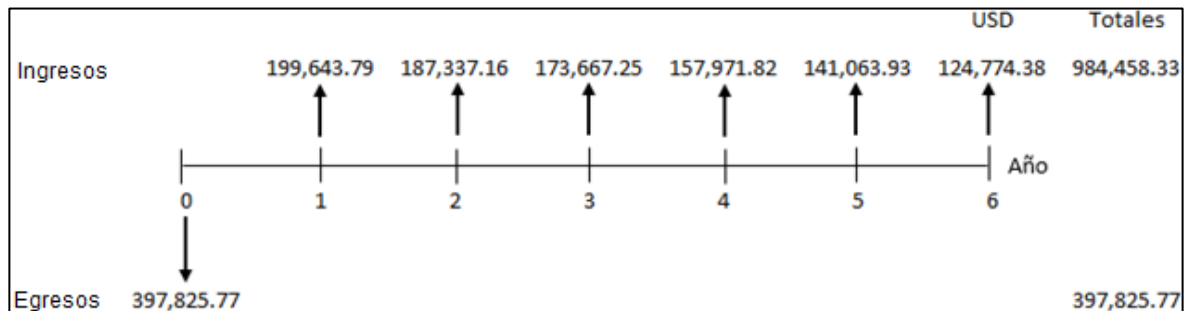 USD Totales
Ingresos 199,643.79 187,337.16 173,667.25 157,971.82 141,063.93 124,774.38 984,458.33
Año
0 1 2 3 4 5 6
Egresos 397,825.77 397,825.77